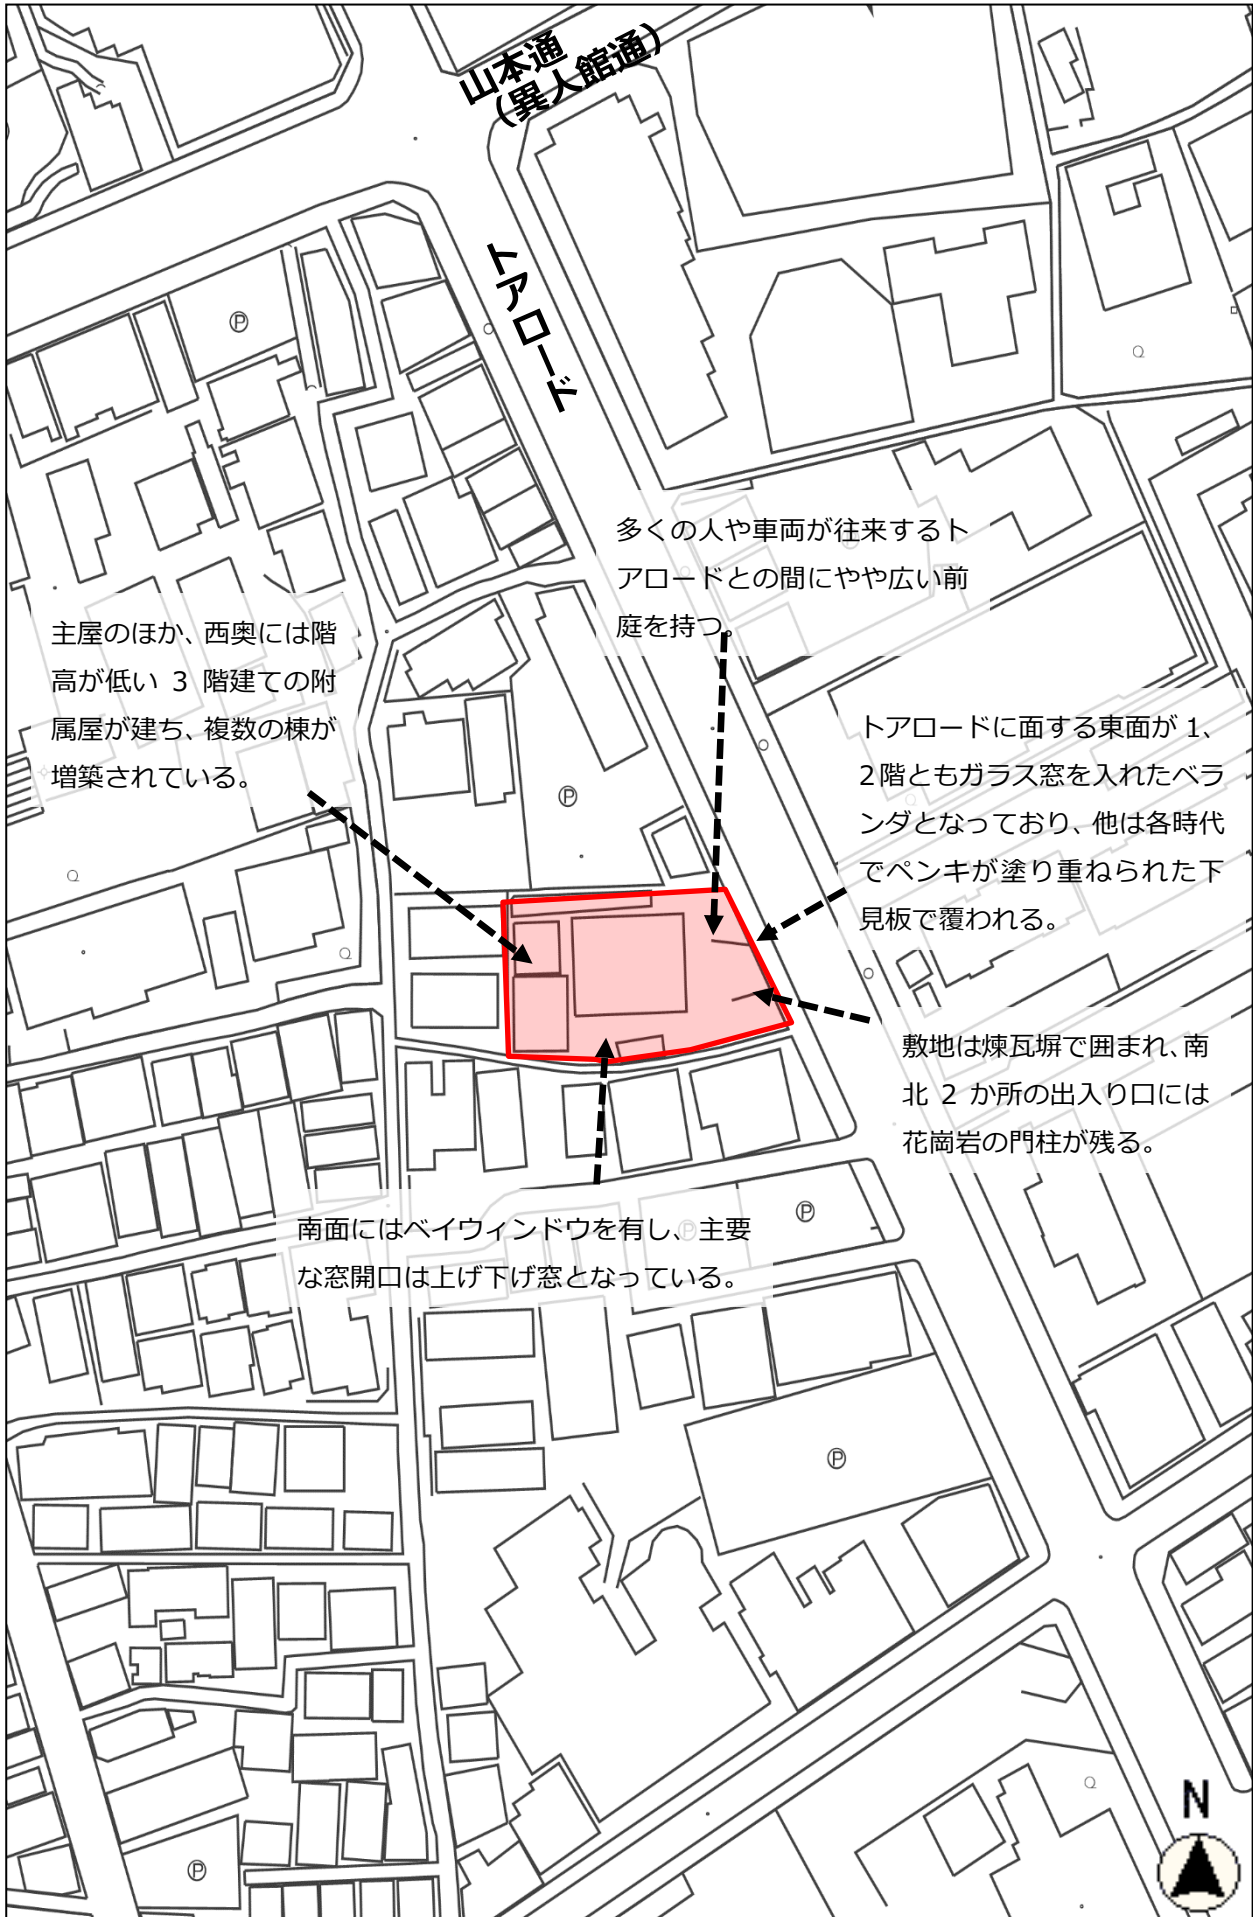 山本通
（異人館通）
トアロード
Ⓟ
多くの人や車両が往来するト
アロードとの間にやや広い前
庭を持つ。
主屋のほか、西奥には階
高が低い 3 階建ての附
属屋が建ち、複数の棟が
増築されている。
トアロードに面する東面が 1、
2階ともガラス窓を入れたベラ
ンダとなっており、他は各時代
でペンキが塗り重ねられた下
見板で覆われる。
Ⓟ
敷地は煉瓦塀で囲まれ、南
北 2 か所の出入り口には
花崗岩の門柱が残る。
南面にはベイウィンドウを有し、主要
な窓開口は上げ下げ窓となっている。
Ⓟ
Ⓟ
Ⓟ
N
Ⓟ